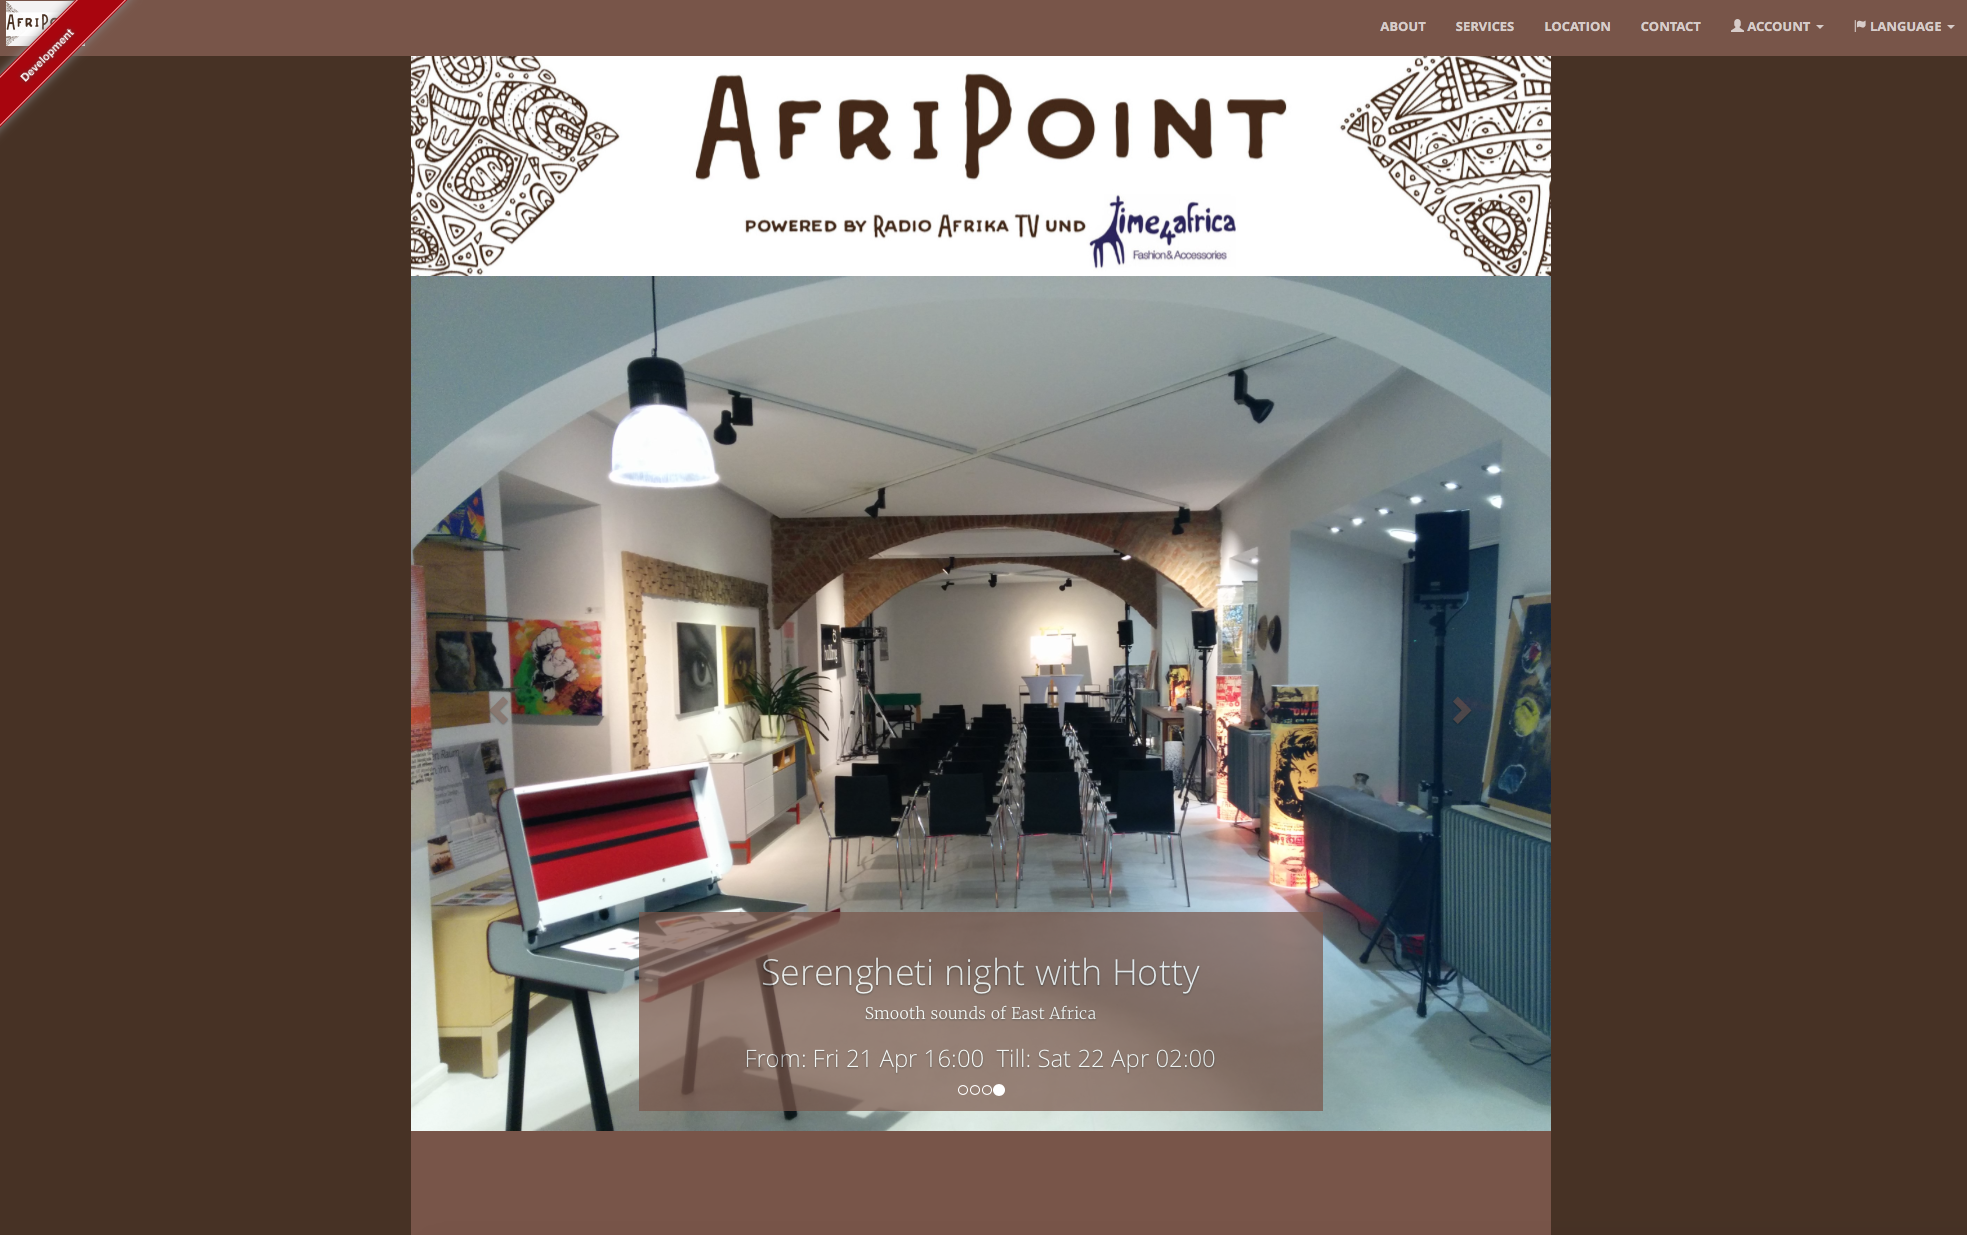 AFRIPO
Development
ABOUT
SERVICES
LOCATION
CONTACT
ACCOUNT
LANGUAGE
AFRIPOINT
POWERED BY RADIO AFRIKA TV UND
time4africa
Fashion & Accessories
Serengheti night with Hotty
Smooth sounds of East Africa
From: Fri 21 Apr 16:00 Till: Sat 22 Apr 02:00